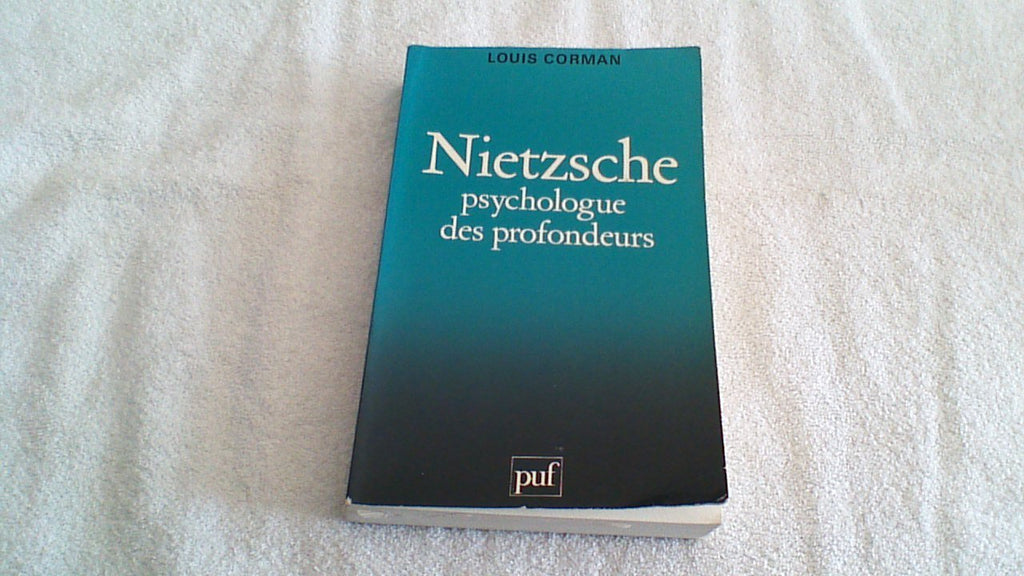 LOUIS CORMAN
Nietzsche
psychologue
des profondeurs
puf